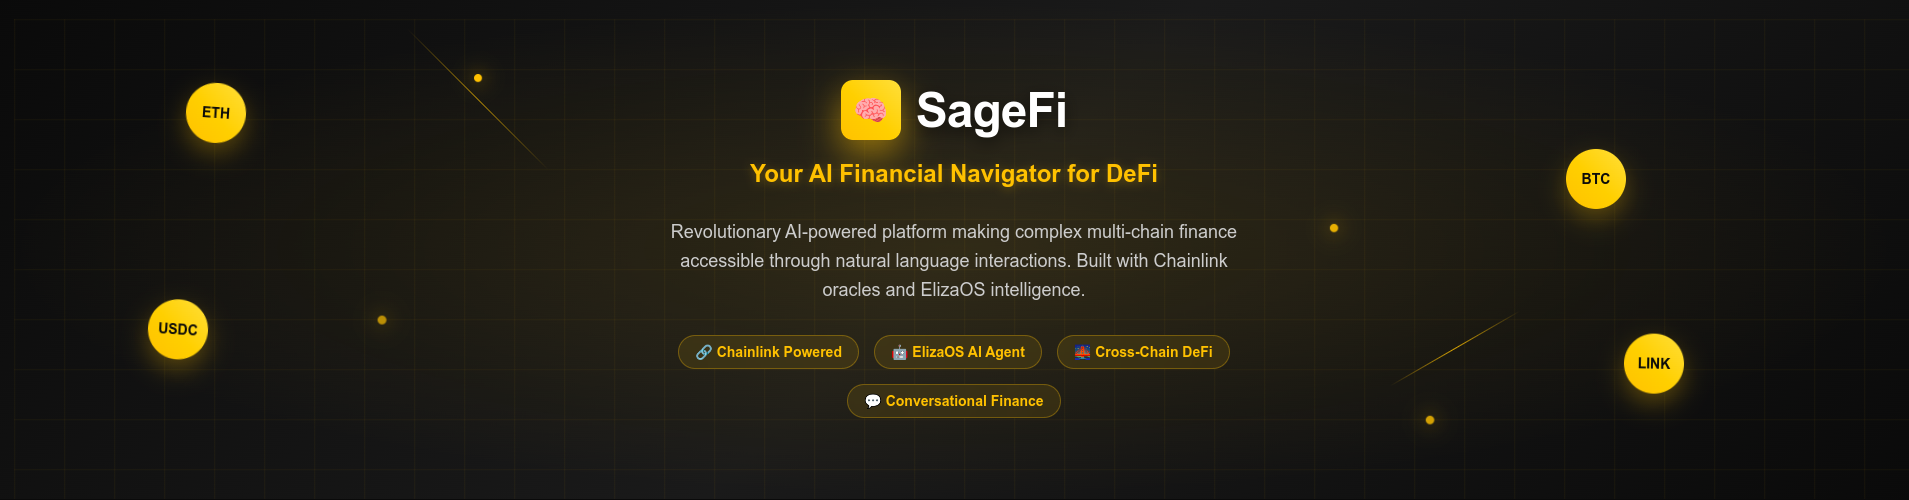 SageFi
Your AI Financial Navigator for DeFi
Revolutionary AI-powered platform making complex multi-chain finance
accessible through natural language interactions. Built with Chainlink
oracles and ElizaOS intelligence.
🔗 Chainlink Powered
🤖 ElizaOS AI Agent
🌉 Cross-Chain DeFi
💬 Conversational Finance
ETH
USDC
BTC
LINK